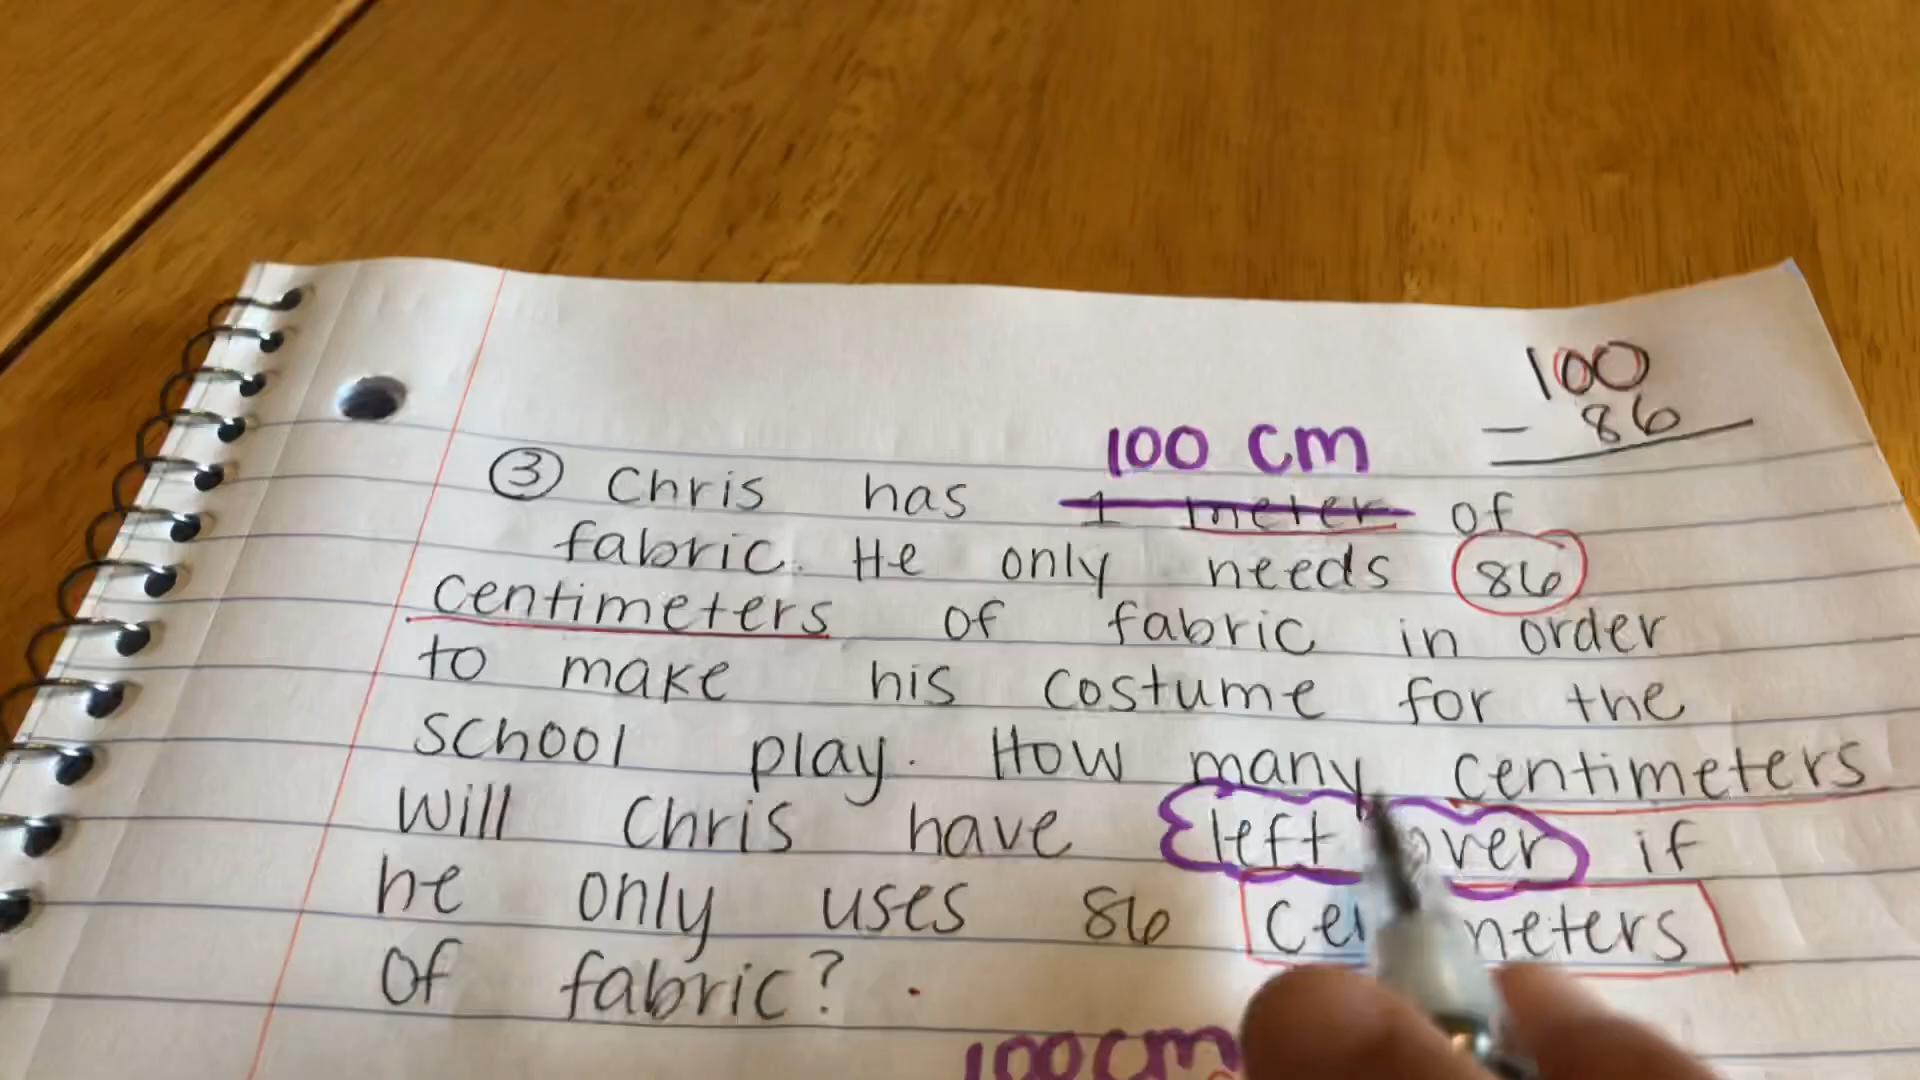 100
- 86
100 cm
③ Chris has 1 meter of
fabric. He only needs 86
centimeters of fabric in order
to make his costume for the
school play. How many centimeters
will Chris have left over if
he only uses 86 centimeters
of fabric?
100cm